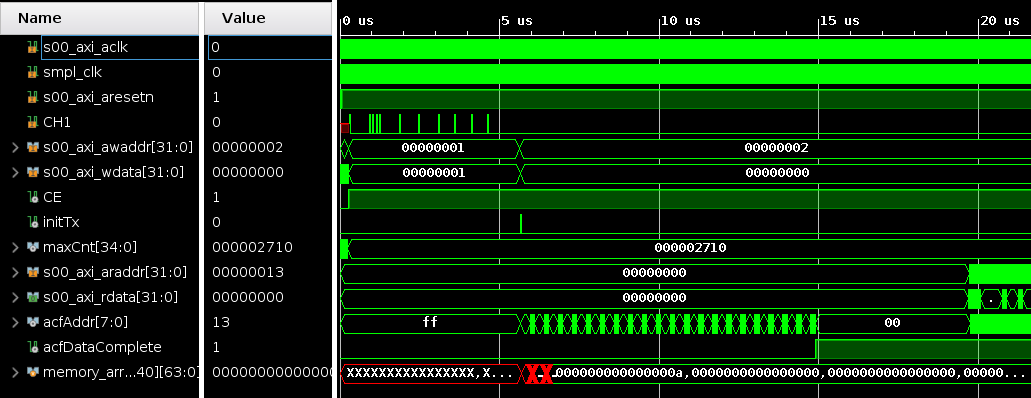 Name Value 0 us 5 us 10 us 15 us 20 us
s00_axi_aclk 0
smpl_clk 0
s00_axi_aresetn 1
CH1 0
s00_axi_awaddr[31:0] 00000002 00000001 00000002
s00_axi_wdata[31:0] 00000000 00000001 00000000
CE 1
initTx 0
maxCnt[34:0] 000002710 000002710
s00_axi_araddr[31:0] 00000013 00000000
s00_axi_rdata[31:0] 00000000 00000000 .
acfAddr[7:0] 13 ff 00
acfDataComplete 1
memory_arr...40][63:0] 000000000000 XXXXXXXXXXXXXXXX,X... 000000000000000a,0000000000000000,0000000000000000,00000...